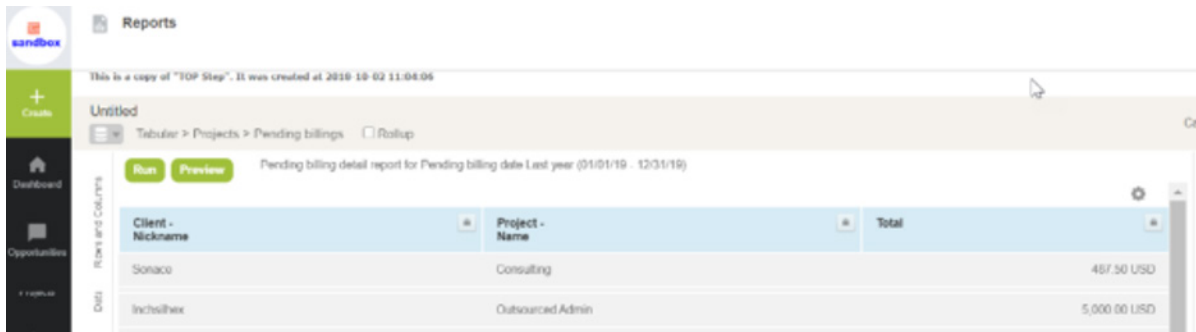 Reports
sandbox
This is a copy of "TOP Step". It was created at 2018-10-02 11:04:06
Create
Untitled
Tabular > Projects > Pending billings Rollup
Run Preview Pending billing detail report for Pending billing date Last year (01/01/19 - 12/31/19)
Dashboard
Rows and Columns
Client -
Nickname
Project -
Name
Total
Opportunities
Sonaco Consulting 487.50 USD
Data
Inchsilhex Outsourced Admin 5,000.00 USD